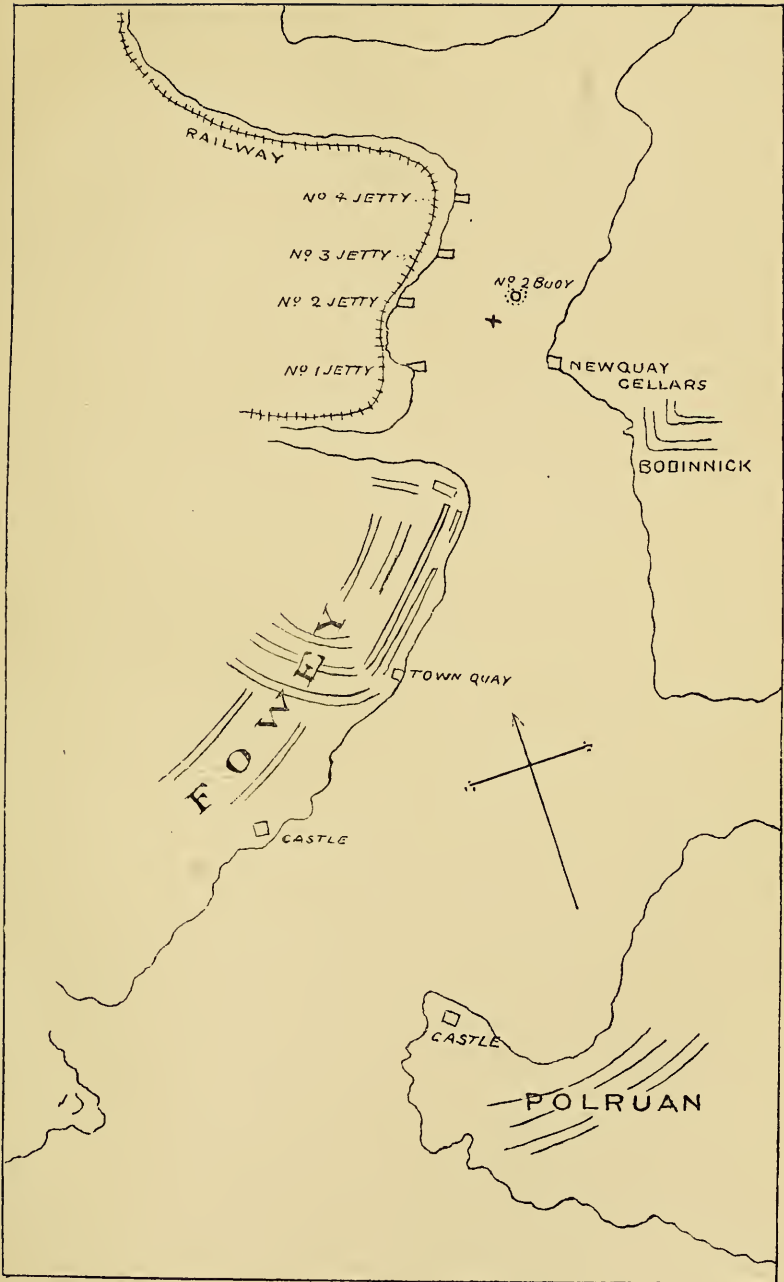 RAILWAY
Nº 4 JETTY
Nº 3 JETTY
Nº 2 BUOY
Nº 2 JETTY
Nº 1 JETTY
NEWQUAY
CELLARS
BODINNICK
FOWEY
TOWN QUAY
CASTLE
CASTLE
POLRUAN